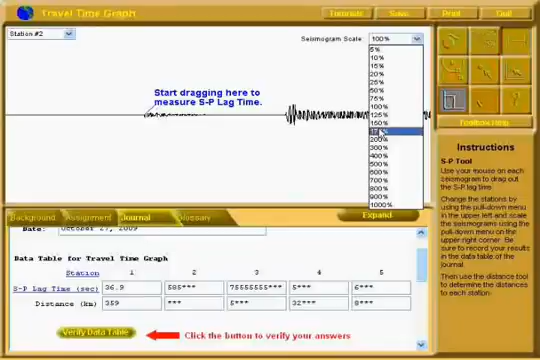 Travel Time Graph
Tutorials
Save
Print
Quit
Station #2
Seismogram Scale:
100%
5%
10%
15%
20%
25%
50%
75%
100%
125%
150%
175%
200%
300%
400%
500%
600%
700%
800%
900%
1000%
Start dragging here to
measure S-P Lag Time.
Toolbox Help
Instructions
S-P Tool
Use your mouse on each
seismogram to drag out
the S-P lag time.
Change the stations by
using the pull-down menu
in the upper left and scale
the seismograms using the
pull-down menu on the
upper right corner. Be
sure to record your results
in the data table of the
journal.
Then use the distance tool
to determine the distances
to each station.
Background
Assignment
Journal
Glossary
Expand
Date:
October 27, 2009
Data Table for Travel Time Graph
Station 1 2 3 4 5
S-P Lag Time (sec) 36.9 585*** 75555555*** 5*** 6***
Distance (km) 359 *** 5*** 32*** 8***
Verify Data Table
Click the button to verify your answers